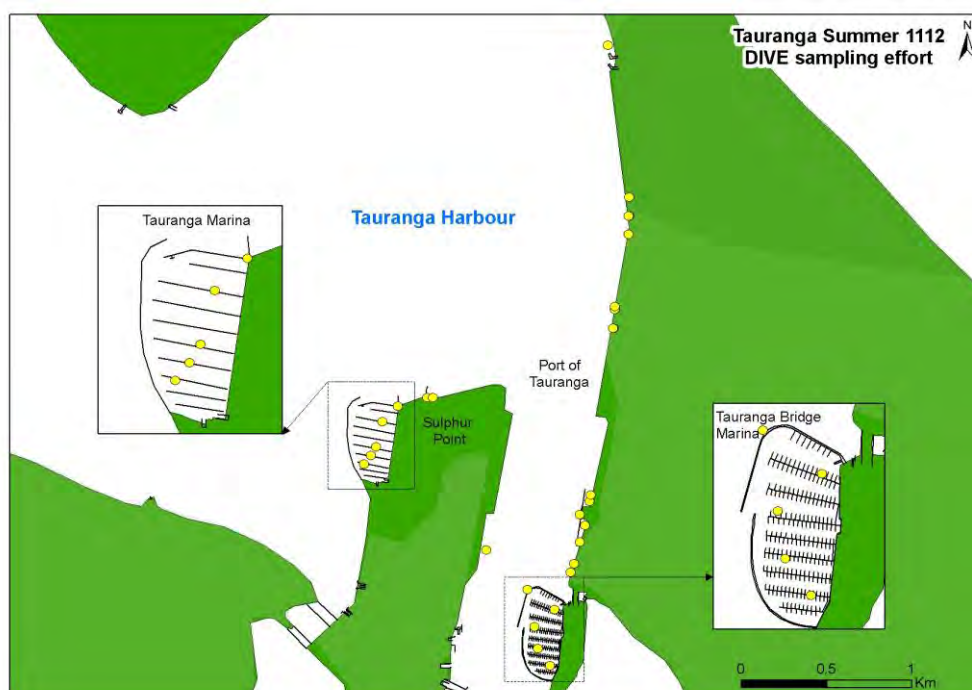 Tauranga Summer 1112
DIVE sampling effort
N
Tauranga Marina
Tauranga Harbour
Port of
Tauranga
Sulphur
Point
Tauranga Bridge
Marina
0 0.5 1
Km